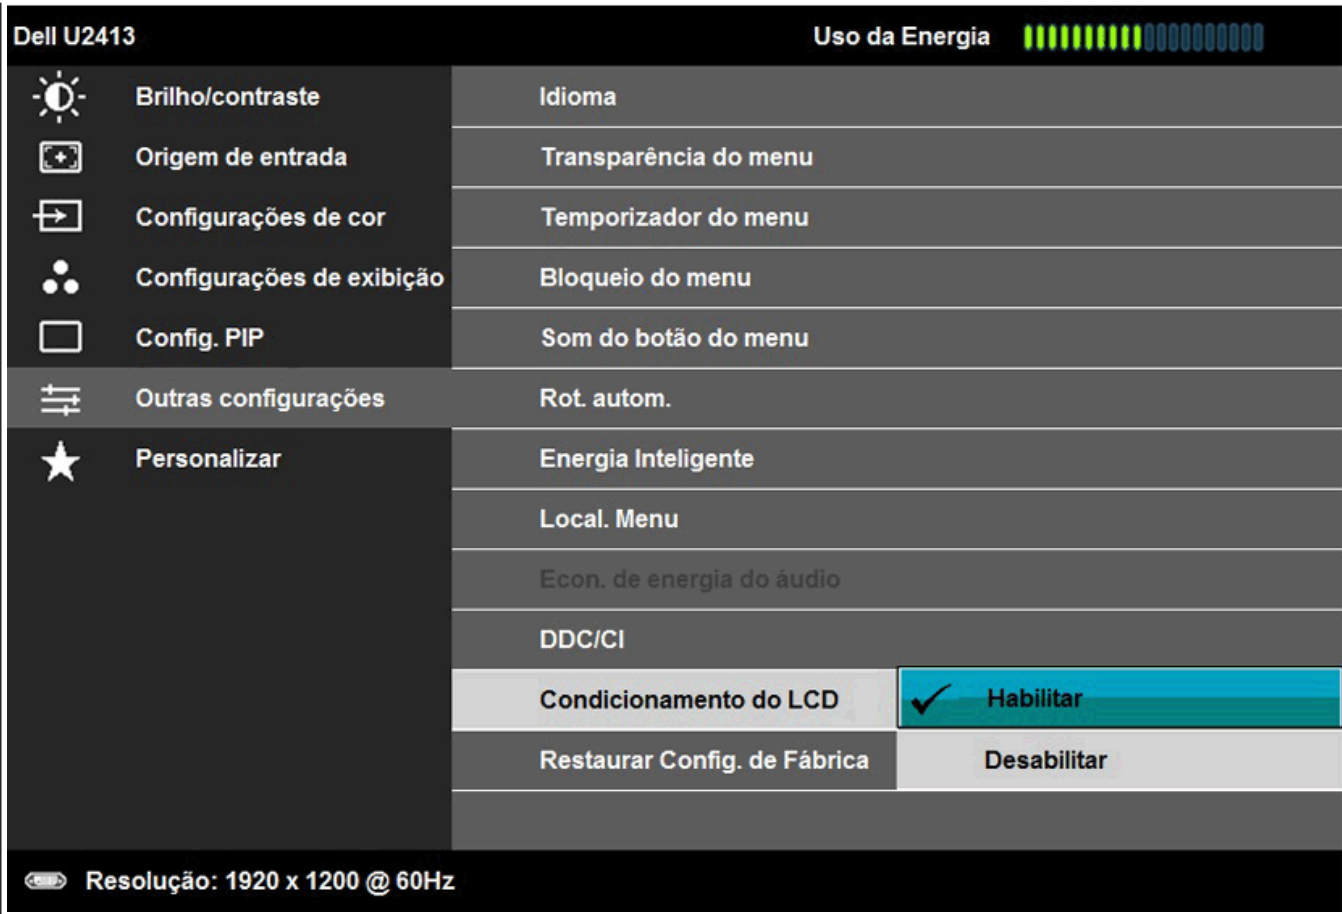 Dell U2413
Uso da Energia
Brilho/contraste
Idioma
Origem de entrada
Transparência do menu
Configurações de cor
Temporizador do menu
Configurações de exibição
Bloqueio do menu
Config. PIP
Som do botão do menu
Outras configurações
Rot. autom.
Personalizar
Energia Inteligente
Local. Menu
Econ. de energia do áudio
DDC/CI
Condicionamento do LCD
Habilitar
Restaurar Config. de Fábrica
Desabilitar
Resolução: 1920 x 1200 @ 60Hz